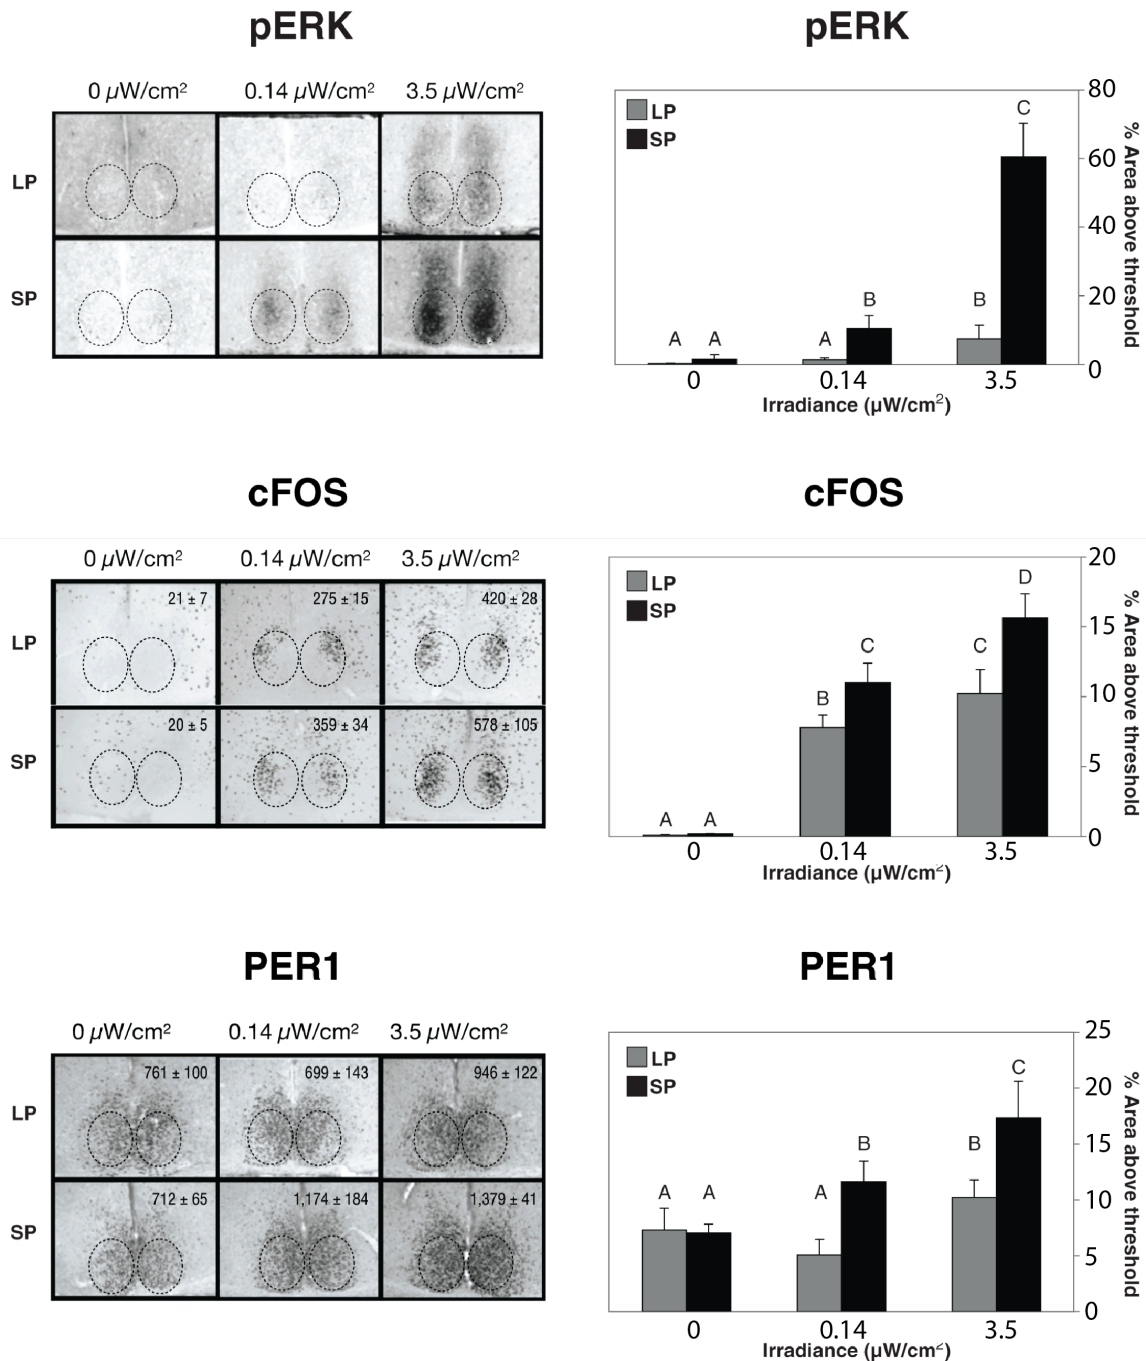 pERK
0 µW/cm²
0.14 µW/cm²
3.5 µW/cm²
LP
SP
pERK
LP
SP
A
A
A
B
B
C
80
60
40
20
0
% Area above threshold
0
0.14
3.5
Irradiance (µW/cm²)
cFOS
0 µW/cm²
0.14 µW/cm²
3.5 µW/cm²
LP
21 ± 7
275 ± 15
420 ± 28
SP
20 ± 5
359 ± 34
578 ± 105
cFOS
LP
SP
A
A
B
C
C
D
20
15
10
5
0
% Area above threshold
0
0.14
3.5
Irradiance (µW/cm²)
PER1
0 µW/cm²
0.14 µW/cm²
3.5 µW/cm²
LP
761 ± 100
699 ± 143
946 ± 122
SP
712 ± 65
1,174 ± 184
1,379 ± 41
PER1
LP
SP
A
A
A
B
B
C
25
20
15
10
5
0
% Area above threshold
0
0.14
3.5
Irradiance (µW/cm²)